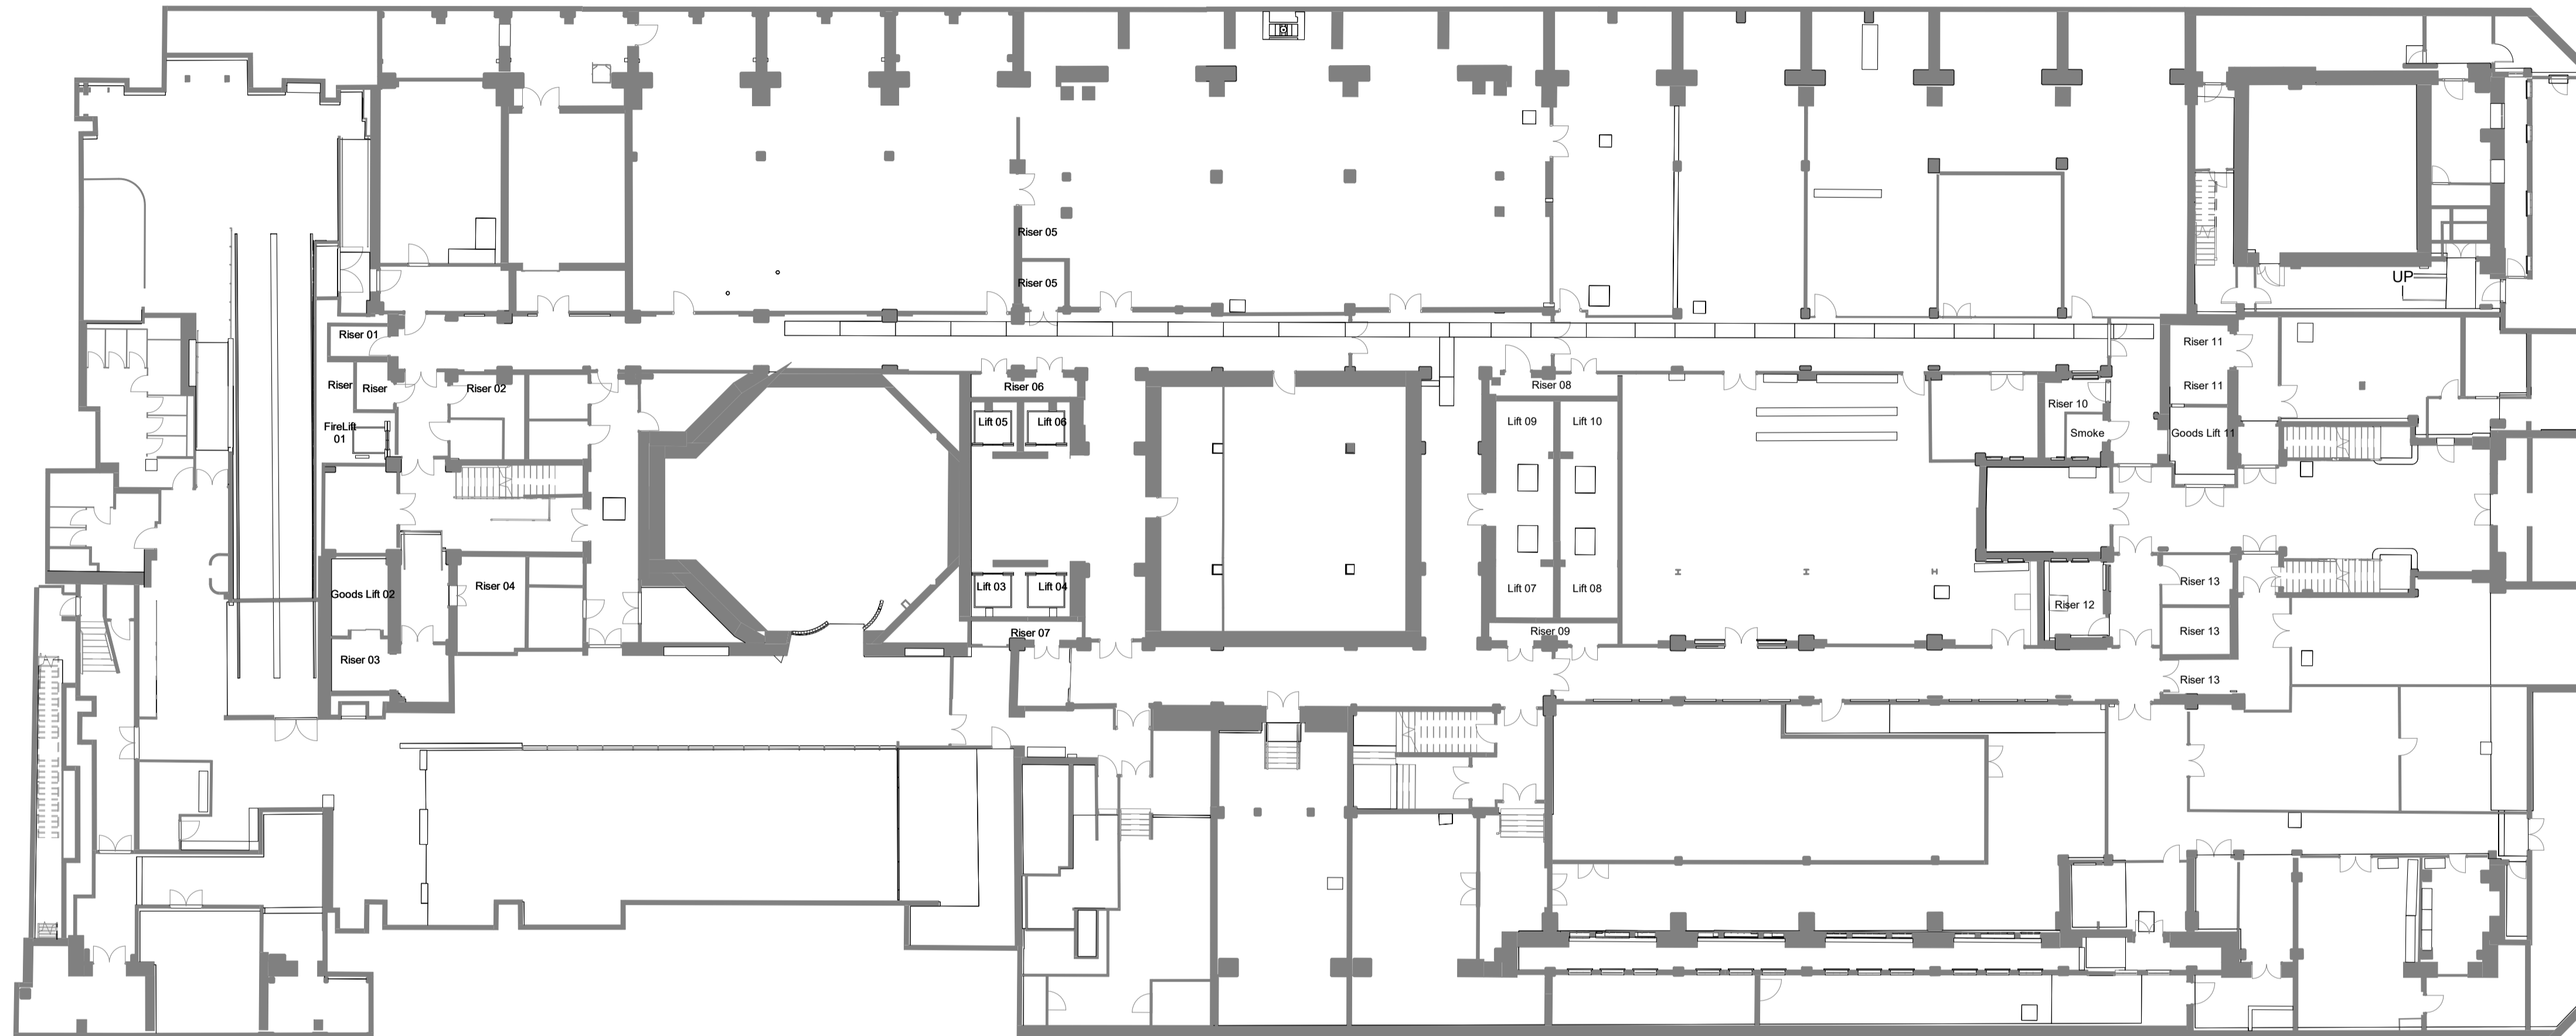 Riser 05
Riser 05
UP
Riser 01
Riser 11
Riser
Riser
Riser 02
Riser 06
Riser 08
Riser 11
Riser 10
FireLift
01
Lift 05
Lift 06
Lift 09
Lift 10
Smoke
Goods Lift 11
Goods Lift 02
Riser 04
Lift 03
Lift 04
Lift 07
Lift 08
Riser 12
Riser 13
Riser 07
Riser 09
Riser 13
Riser 03
Riser 13